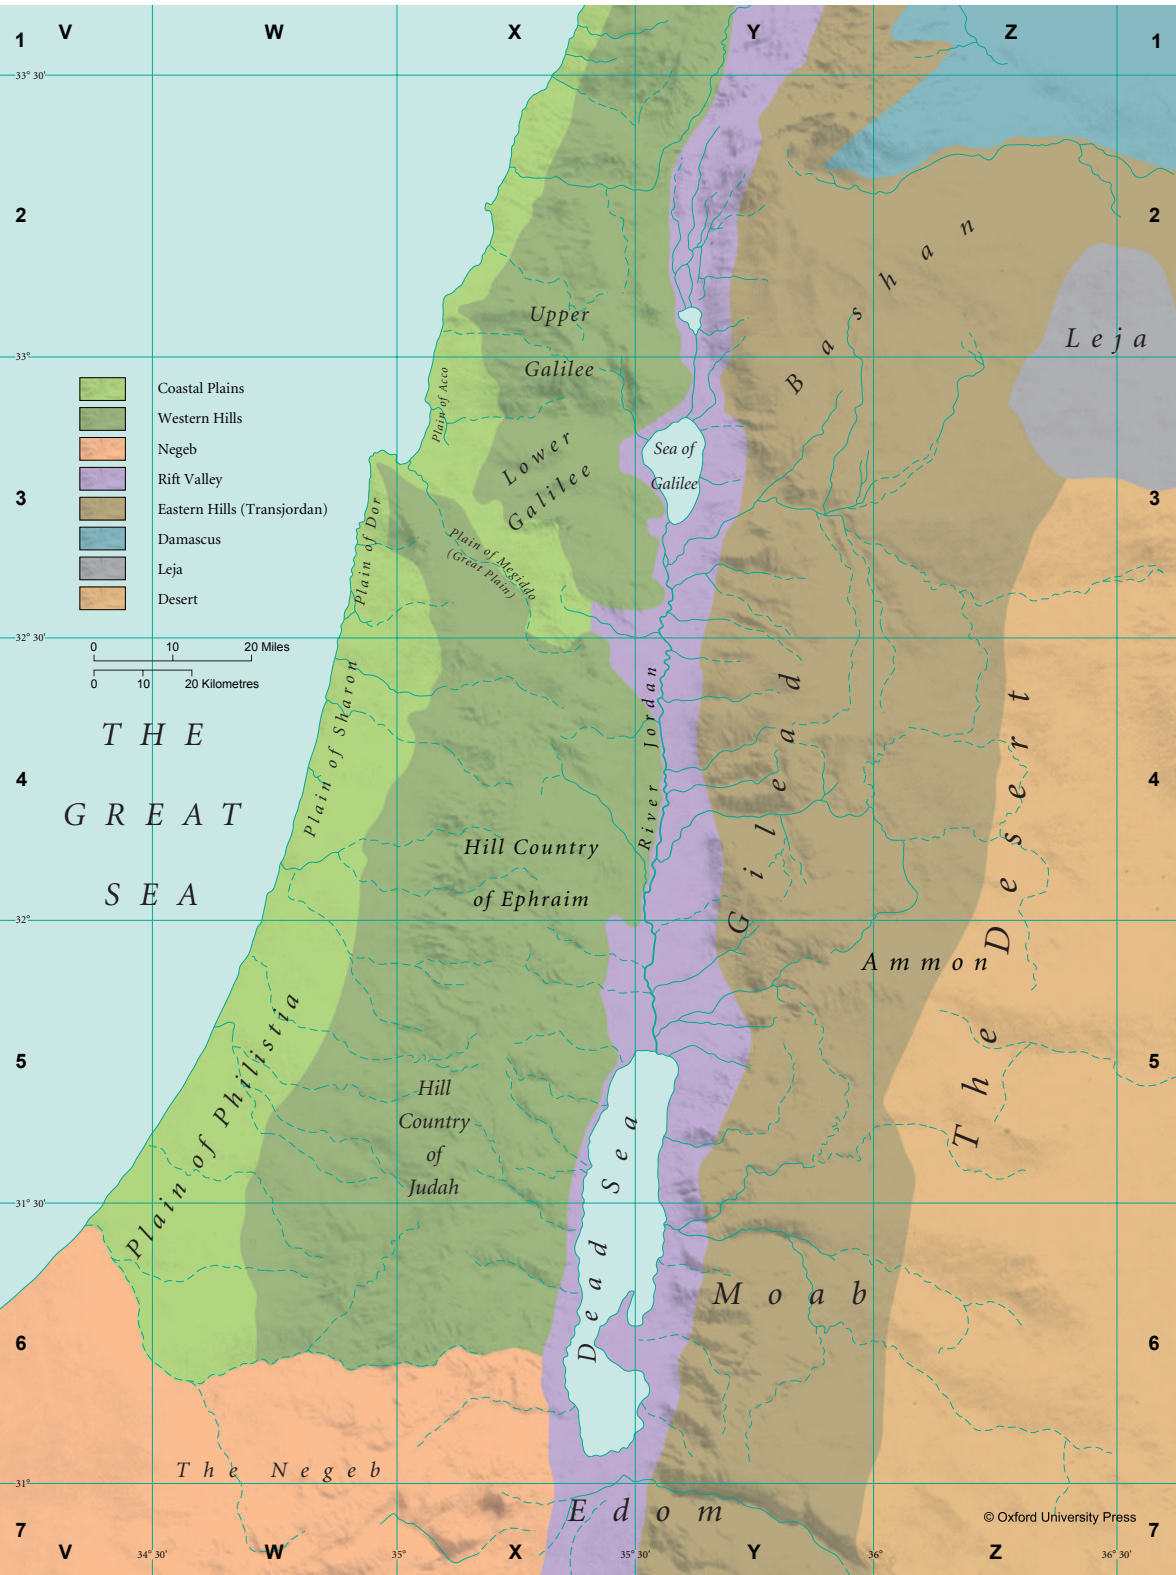 V W X Y Z
1 1
33° 30'
2 2
Bashan
Upper
Galilee
Leja
33°
Plain of Acco
Coastal Plains
Western Hills
Negeb
Rift Valley
Eastern Hills (Transjordan)
Damascus
Leja
Desert
Lower
Galilee
Sea of
Galilee
3 3
Plain of Dor
Plain of Megiddo
(Great Plain)
32° 30'
0 10 20 Miles
0 10 20 Kilometres
THE
GREAT
SEA
Plain of Sharon
River Jordan
Gilead
4 4
Hill Country
of Ephraim
The Desert
32°
Ammon
Plain of Philistia
5 5
Hill
Country
of
Judah
Dead Sea
31° 30'
Moab
6 6
The Negeb
31°
Edom
© Oxford University Press
7 7
V W X Y Z
34° 30' 35° 35° 30' 36° 36° 30'